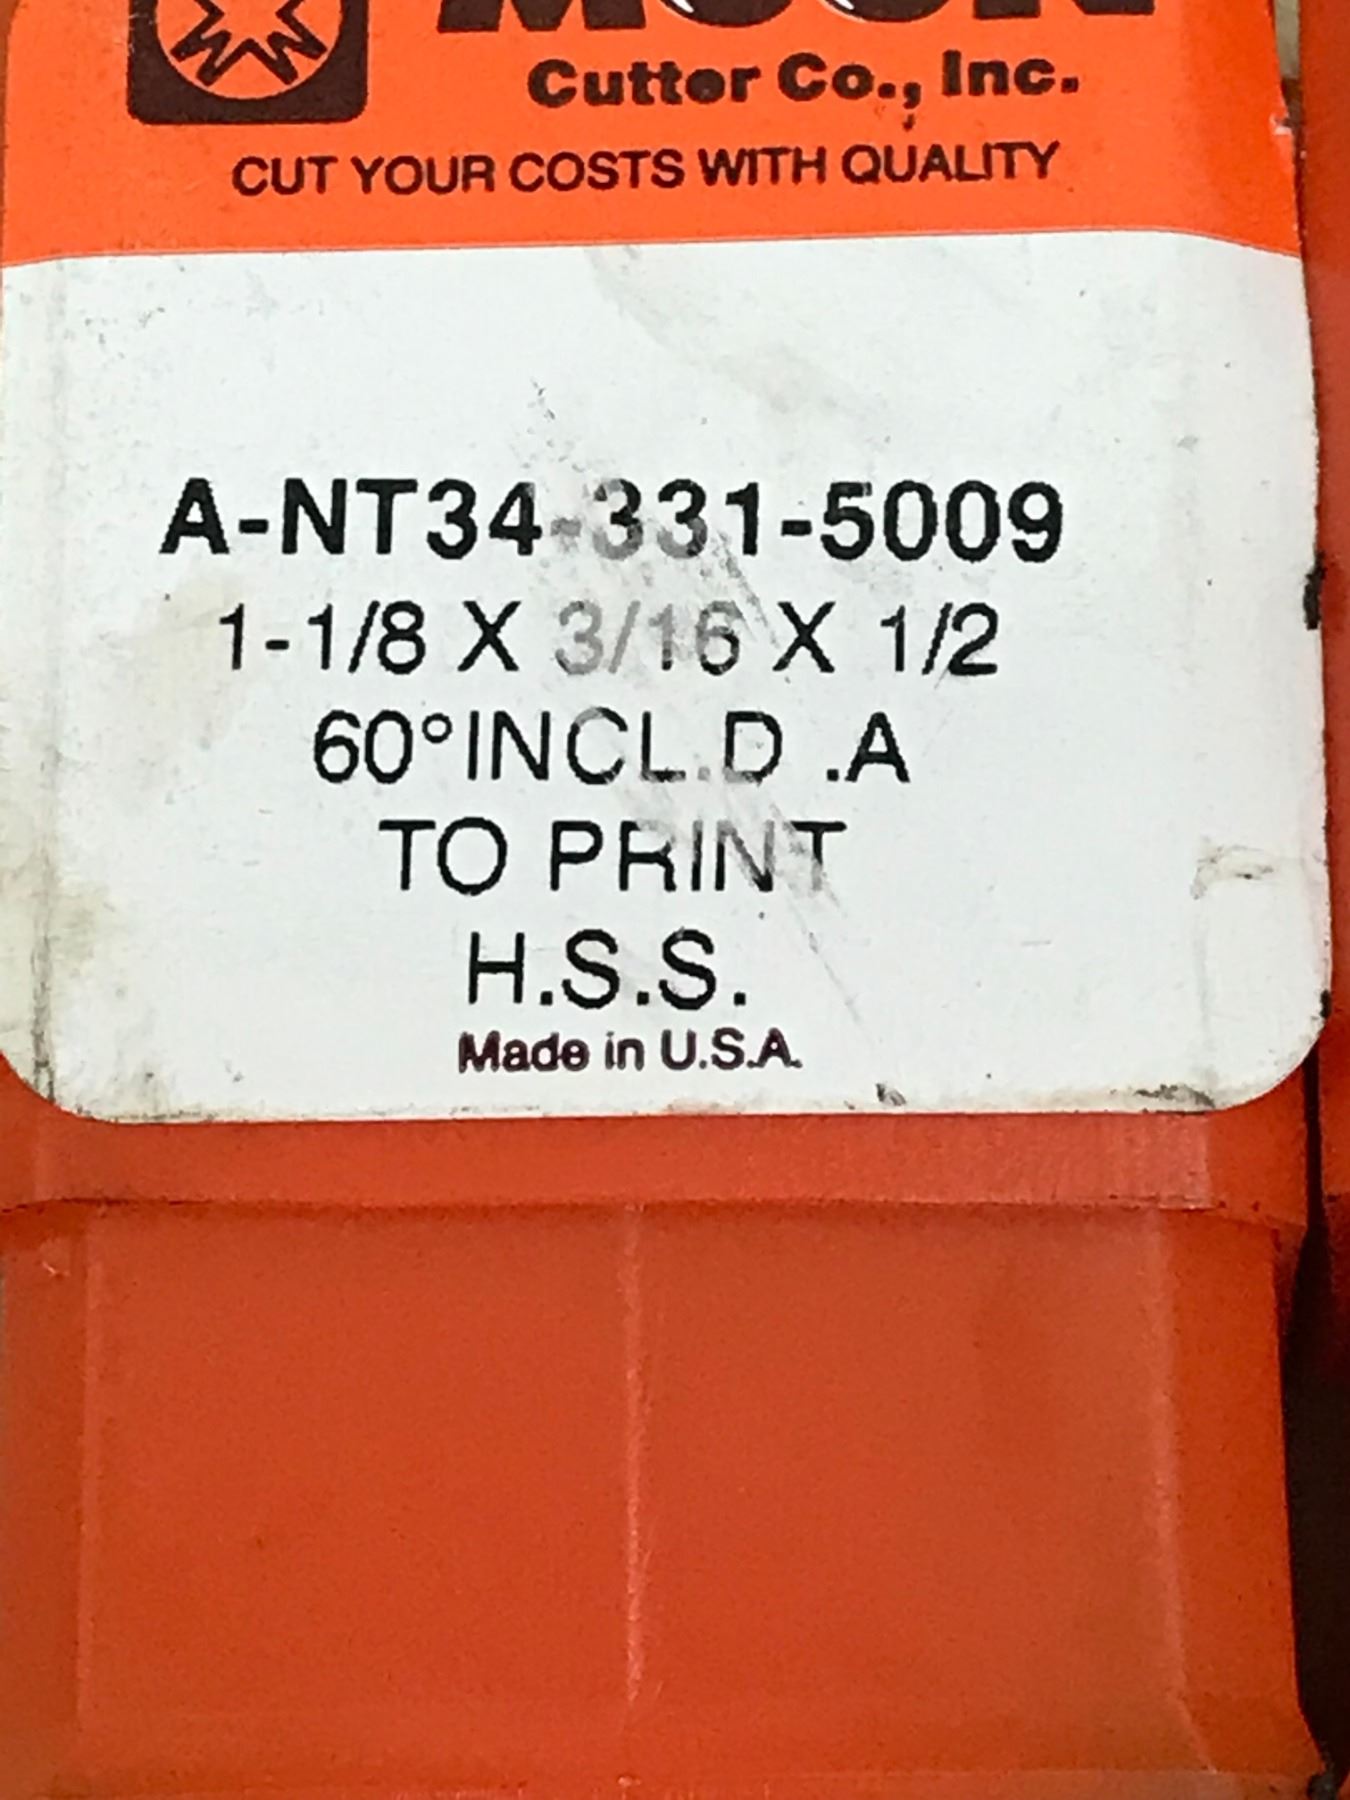 MOON
Cutter Co., Inc.
CUT YOUR COSTS WITH QUALITY
A-NT34-331-5009
1-1/8 X 3/16 X 1/2
60°INCL.D .A
TO PRINT
H.S.S.
Made in U.S.A.